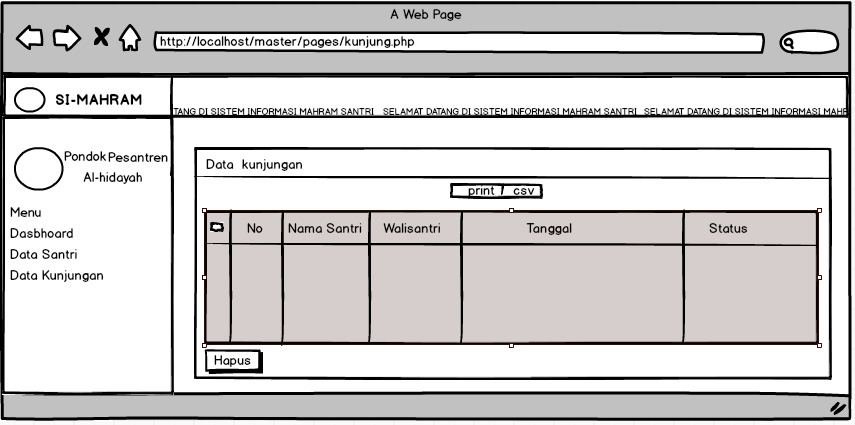 A Web Page
http://localhost/master/pages/kunjung.php
SI-MAHRAM
TANG DI SISTEM INFORMASI MAHRAM SANTRI SELAMAT DATANG DI SISTEM INFORMASI MAHRAM SANTRI SELAMAT DATANG DI SISTEM INFORMASI MAHR
Pondok Pesantren
Al-hidayah
Menu
Dasbhoard
Data Santri
Data Kunjungan
Data kunjungan
print / csv
No Nama Santri Walisantri Tanggal Status
Hapus